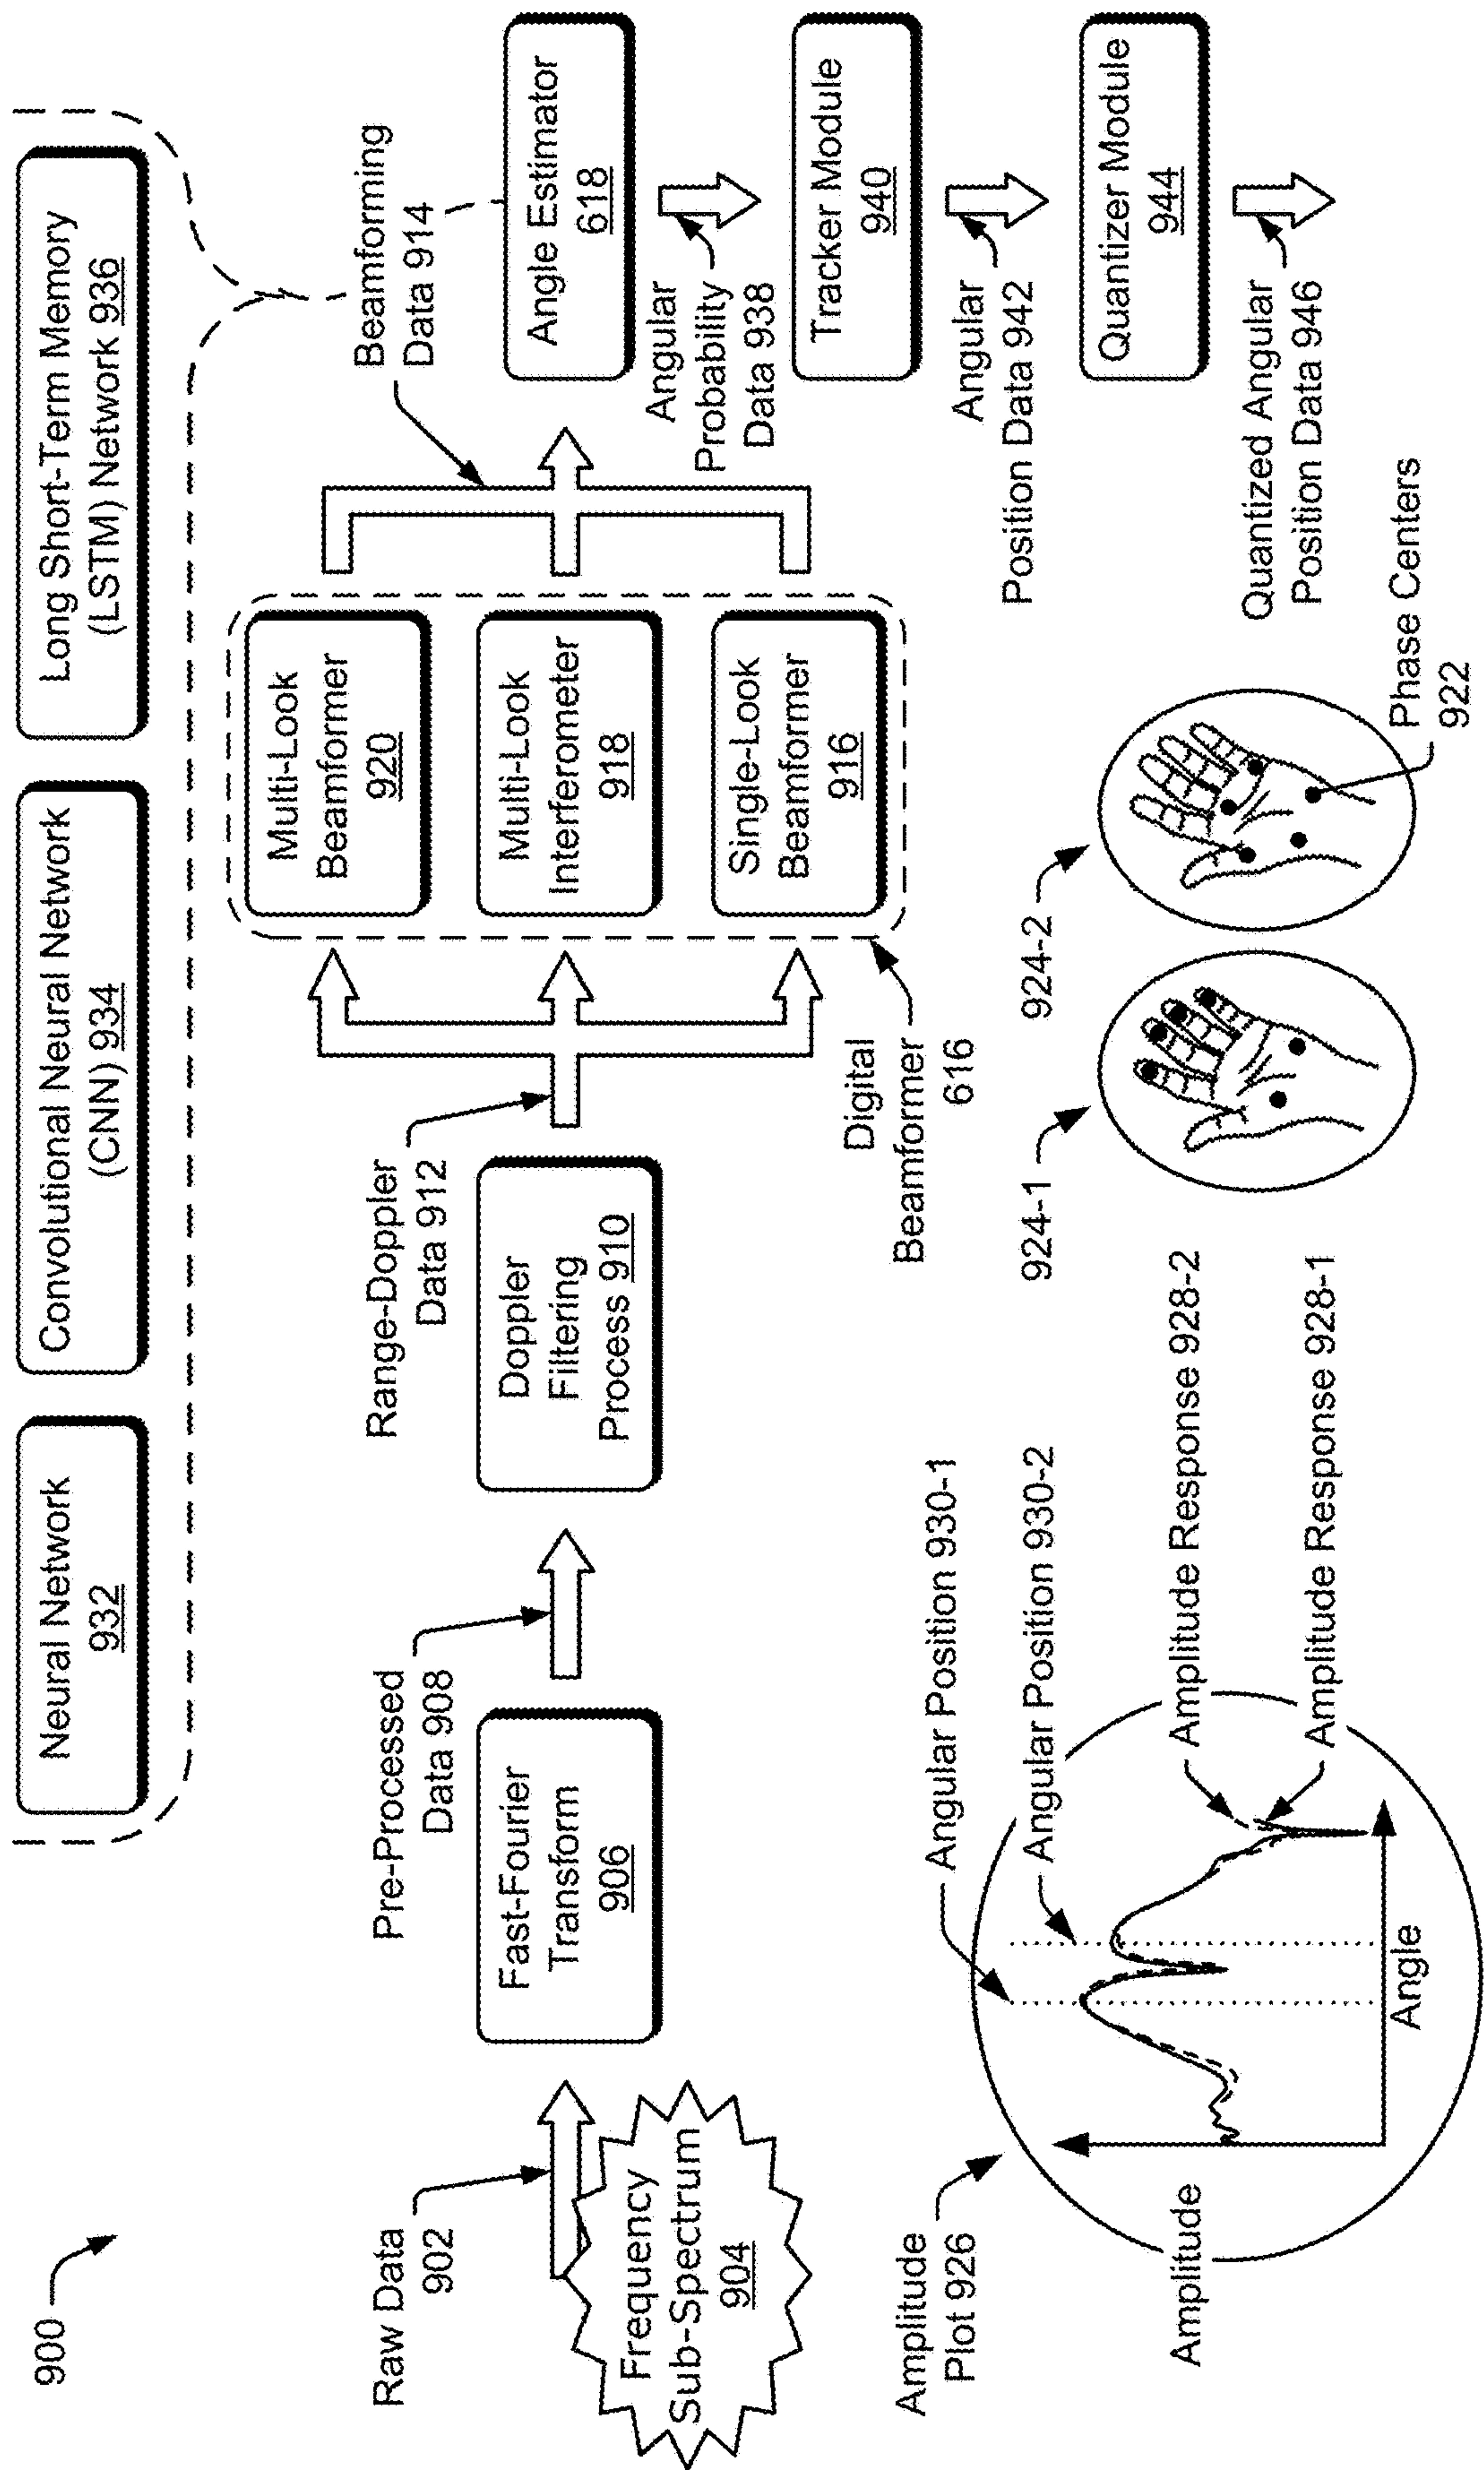 900
Neural Network
932
Convolutional Neural Network
(CNN) 934
Long Short-Term Memory
(LSTM) Network 936
Raw Data
902
Frequency
Sub-Spectrum
904
Fast-Fourier
Transform
906
Pre-Processed
Data 908
Doppler
Filtering
Process 910
Range-Doppler
Data 912
Multi-Look
Beamformer
920
Multi-Look
Interferometer
918
Single-Look
Beamformer
916
Digital
Beamformer
616
Beamforming
Data 914
Angle Estimator
618
Angular
Probability
Data 938
Tracker Module
940
Angular
Position Data 942
Quantizer Module
944
Quantized Angular
Position Data 946
Amplitude
Plot 926
Amplitude
Angle
Angular Position 930-1
Angular Position 930-2
Amplitude Response 928-2
Amplitude Response 928-1
924-1
924-2
Phase Centers
922